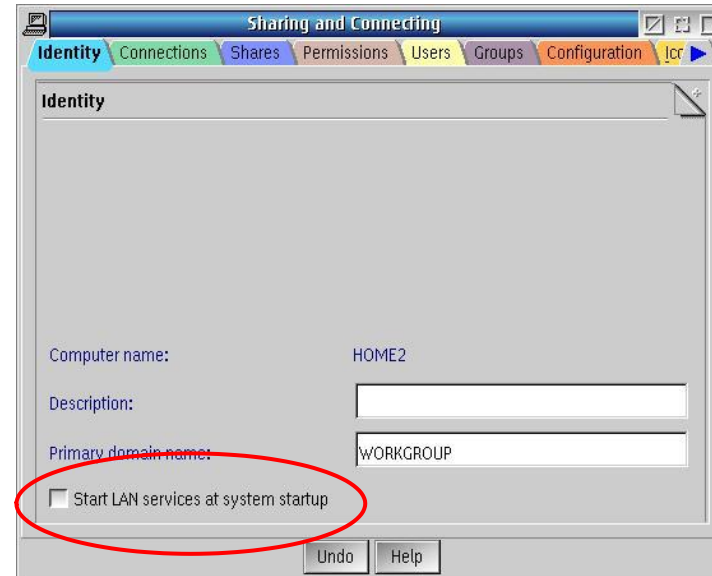 Sharing and Connecting
Identity Connections Shares Permissions Users Groups Configuration
Identity
Computer name: HOME2
Description:
Primary domain name: WORKGROUP
Start LAN services at system startup
Undo Help